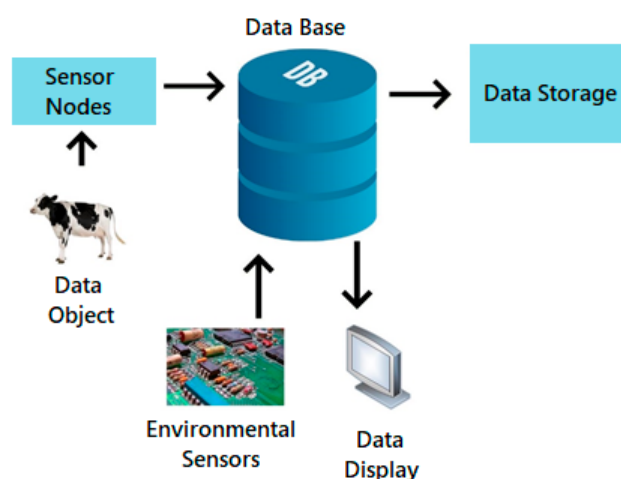 Data Base
DB
Sensor
Nodes
Data Storage
Data
Object
Environmental
Sensors
Data
Display